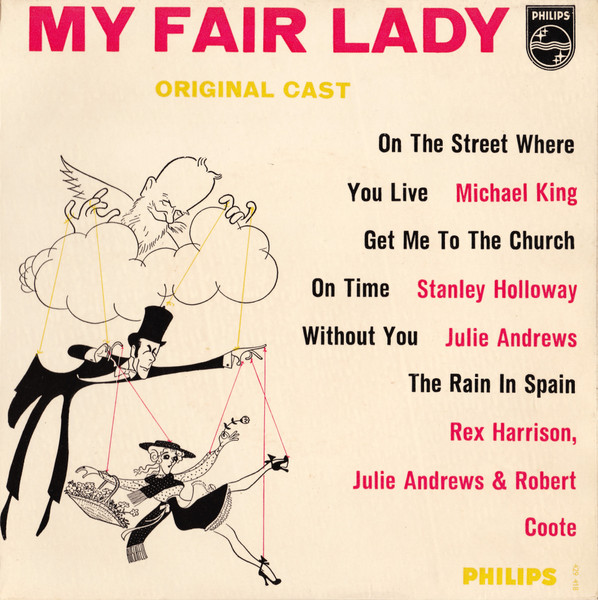 MY FAIR LADY
PHILIPS
ORIGINAL CAST
On The Street Where
You Live Michael King
Get Me To The Church
On Time Stanley Holloway
Without You Julie Andrews
The Rain In Spain
Rex Harrison,
Julie Andrews & Robert
Coote
PHILIPS